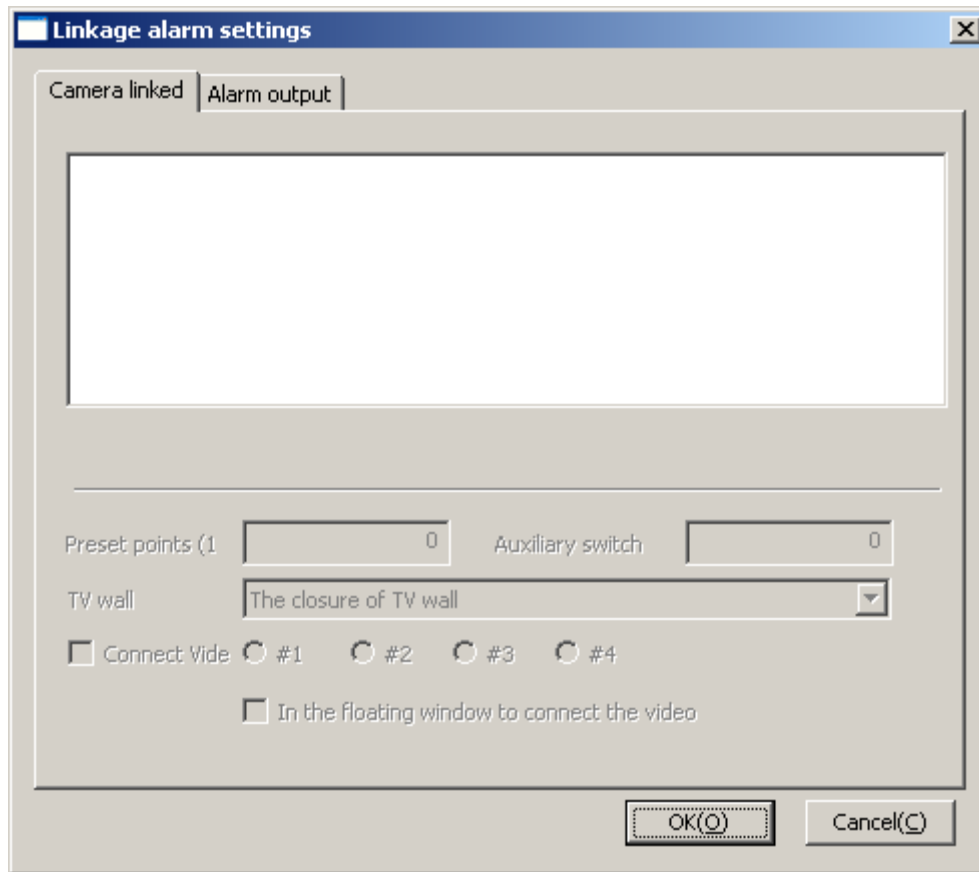 Linkage alarm settings
Camera linked Alarm output
Preset points (1 0 Auxiliary switch 0
TV wall The closure of TV wall
Connect Vide #1 #2 #3 #4
In the floating window to connect the video
OK(O) Cancel(C)